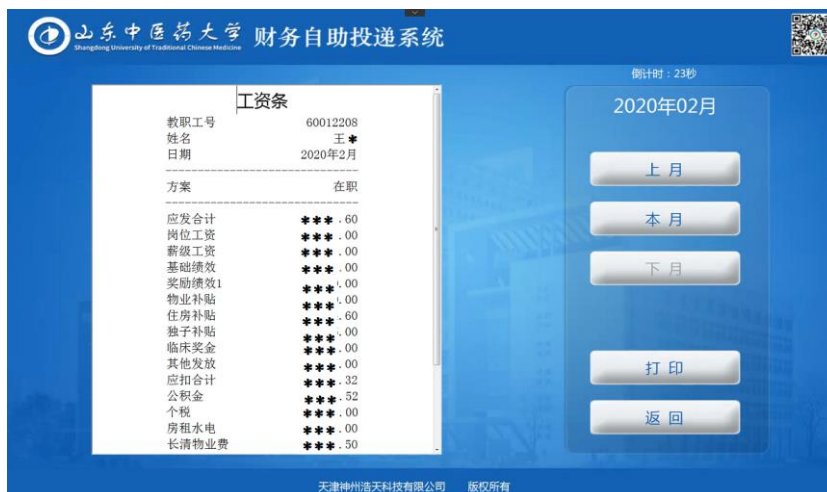 山东中医药大学 财务自助投递系统
Shangdong University of Traditional Chinese Medicine
倒计时：23秒
工资条
教职工号 60012208
姓名 王*
日期 2020年2月
方案 在职
应发合计 ***.60
岗位工资 ***.00
薪级工资 ***.00
基础绩效 ***.00
奖励绩效1 ***.00
物业补贴 ***.00
住房补贴 ***.60
独子补贴 ***.00
临床奖金 ***.00
其他发放 ***.00
应扣合计 ***.32
公积金 ***.52
个税 ***.00
房租水电 ***.00
长清物业费 ***.50
2020年02月
上月
本月
下月
打印
返回
天津神州浩天科技有限公司 版权所有